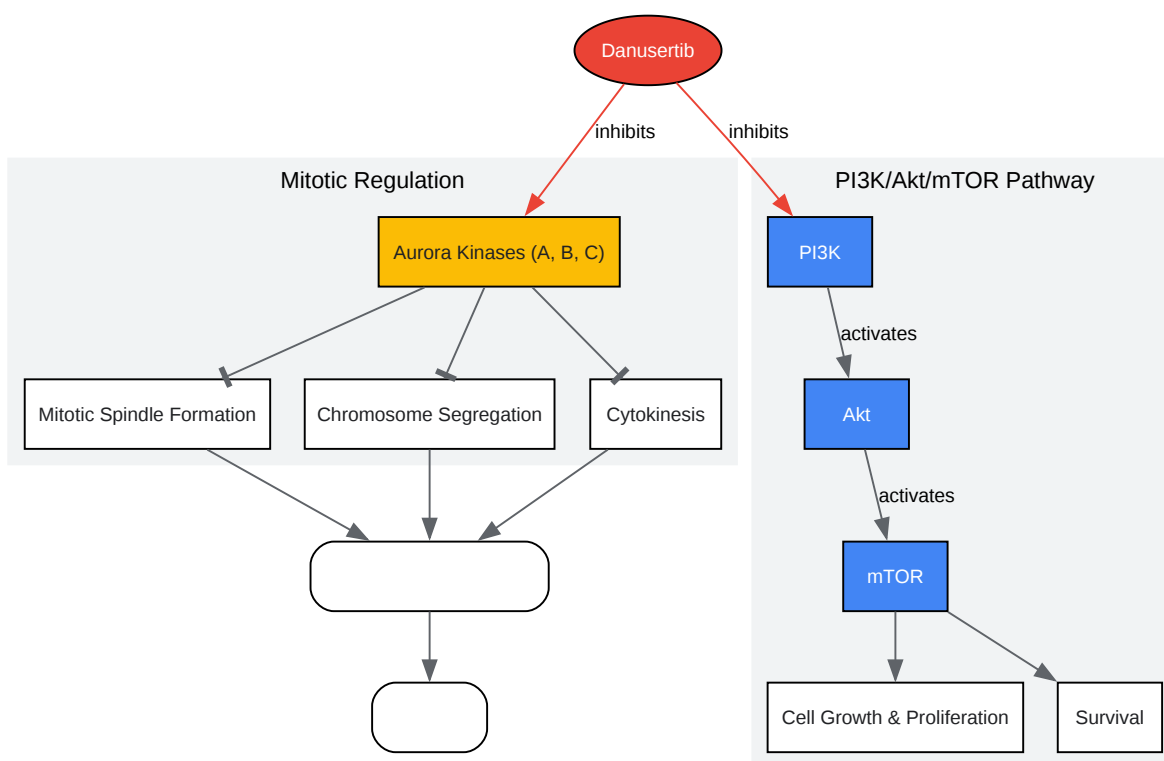 Danusertib
inhibits
inhibits
Mitotic Regulation
PI3K/Akt/mTOR Pathway
Aurora Kinases (A, B, C)
PI3K
activates
Mitotic Spindle Formation
Chromosome Segregation
Cytokinesis
Akt
activates
mTOR
Cell Growth & Proliferation
Survival